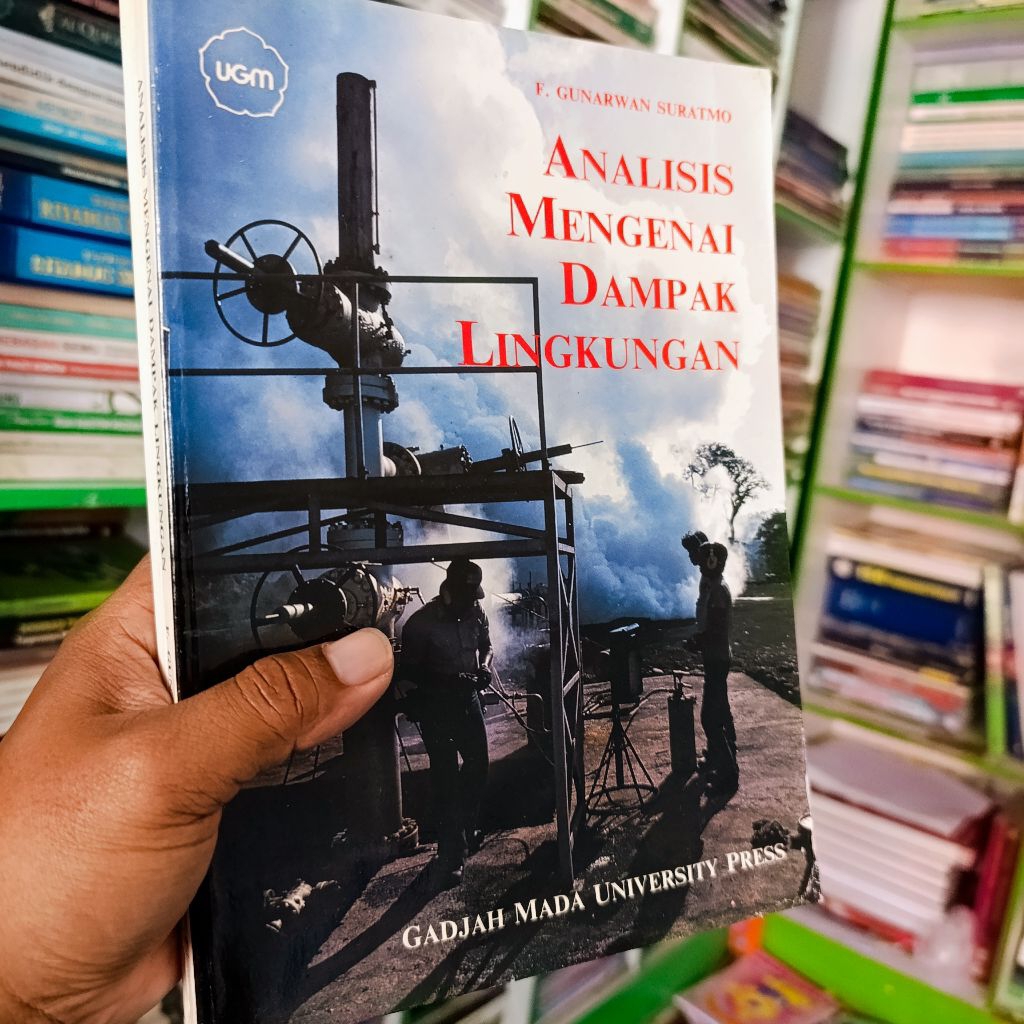 UGM
F. GUNARWAN SURATMO
ANALISIS
MENGENAI
DAMPAK
LINGKUNGAN
GADJAH MADA UNIVERSITY PRESS
ANALISIS MENGENAI DAMPAK LINGKUNGAN